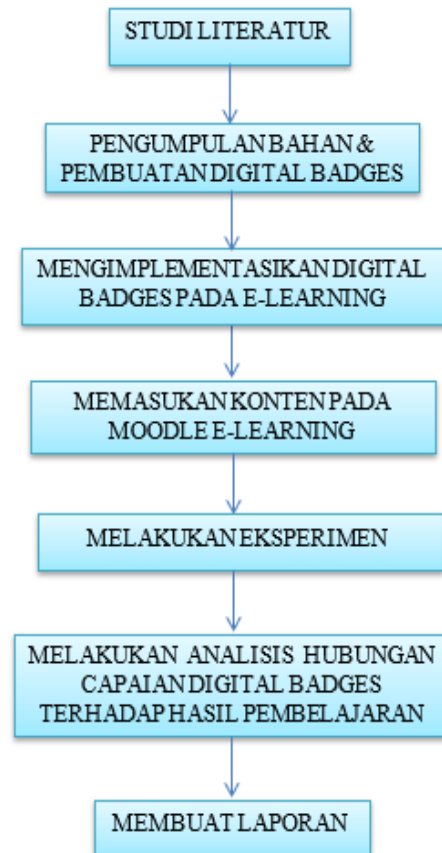 STUDI LITERATUR
PENGUMPULAN BAHAN &
PEMBUATAN DIGITAL BADGES
MENGIMPLEMENTASIKAN DIGITAL
BADGES PADA E-LEARNING
MEMASUKAN KONTEN PADA
MOODLE E-LEARNING
MELAKUKAN EKSPERIMEN
MELAKUKAN ANALISIS HUBUNGAN
CAPAIAN DIGITAL BADGES
TERHADAP HASIL PEMBELAJARAN
MEMBUAT LAPORAN